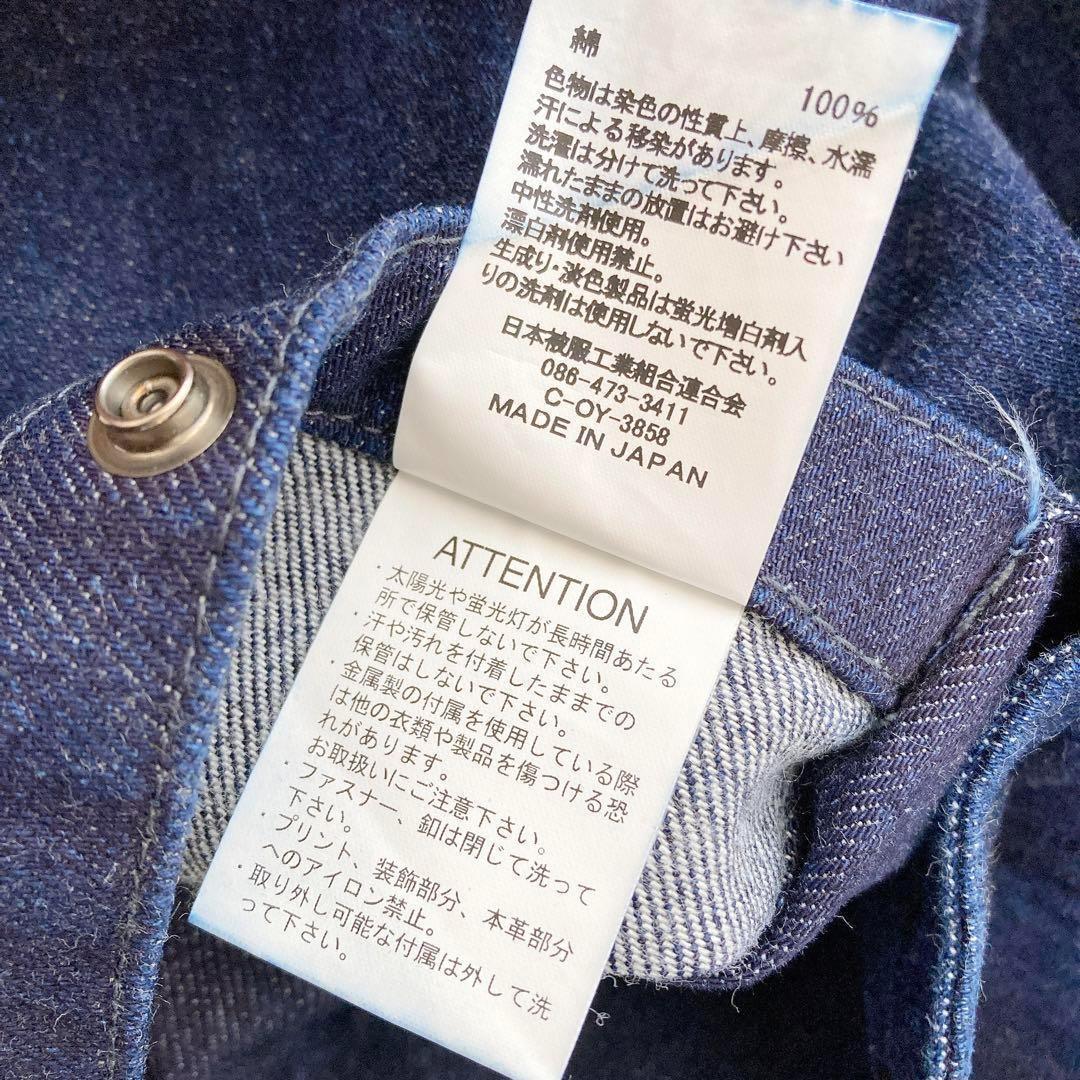 綿 100%
色物は染色の性質上、摩擦、水濡
汗による移染があります。
洗濯は分けて洗って下さい。
濡れたままの放置はお避け下さい
中性洗剤使用。
漂白剤使用禁止。
生成り・淡色製品は蛍光増白剤入
りの洗剤は使用しないで下さい。
日本被服工業組合連合会
086-473-3411
C-OY-3858
MADE IN JAPAN
ATTENTION
・太陽光や蛍光灯が長時間あたる
所で保管しないで下さい。
・汗や汚れを付着したままでの
保管はしないで下さい。
・金属製の付属を使用している際
は他の衣類や製品を傷つける恐
れがあります。
お取扱いにご注意下さい。
・ファスナー、釦は閉じて洗って
下さい。
・プリント、装飾部分、本革部分
へのアイロン禁止。
・取り外し可能な付属は外して洗
って下さい。